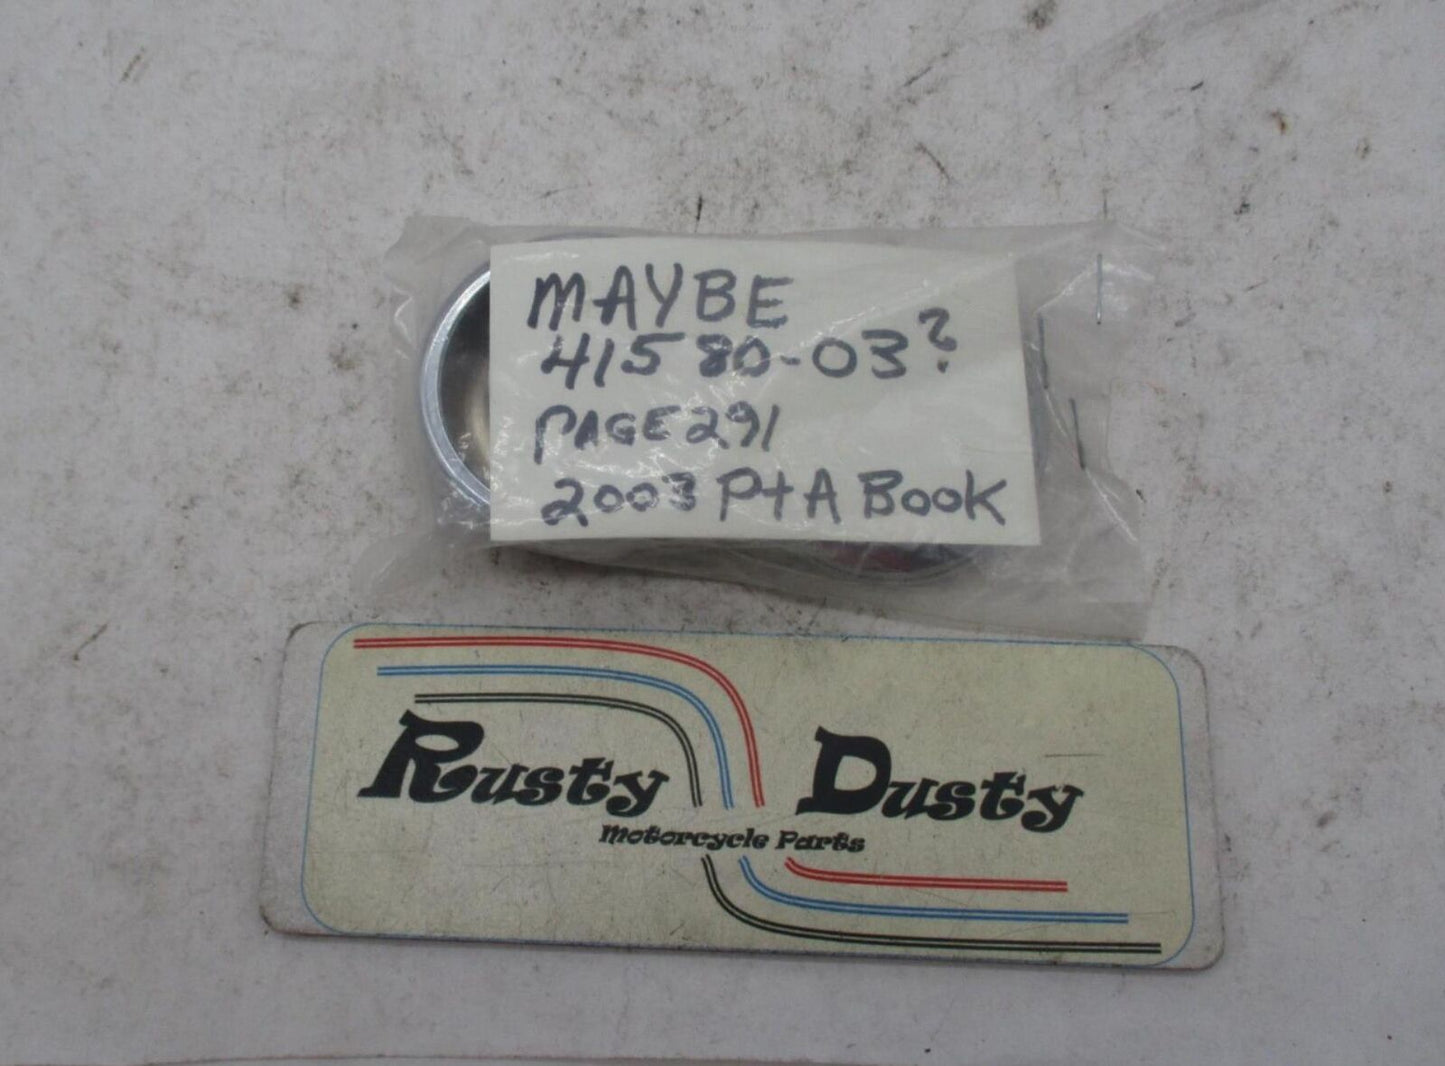 MAYBE
41580-03?
PAGE 291
2003 P+A BOOK
Rusty Dusty
Motorcycle Parts